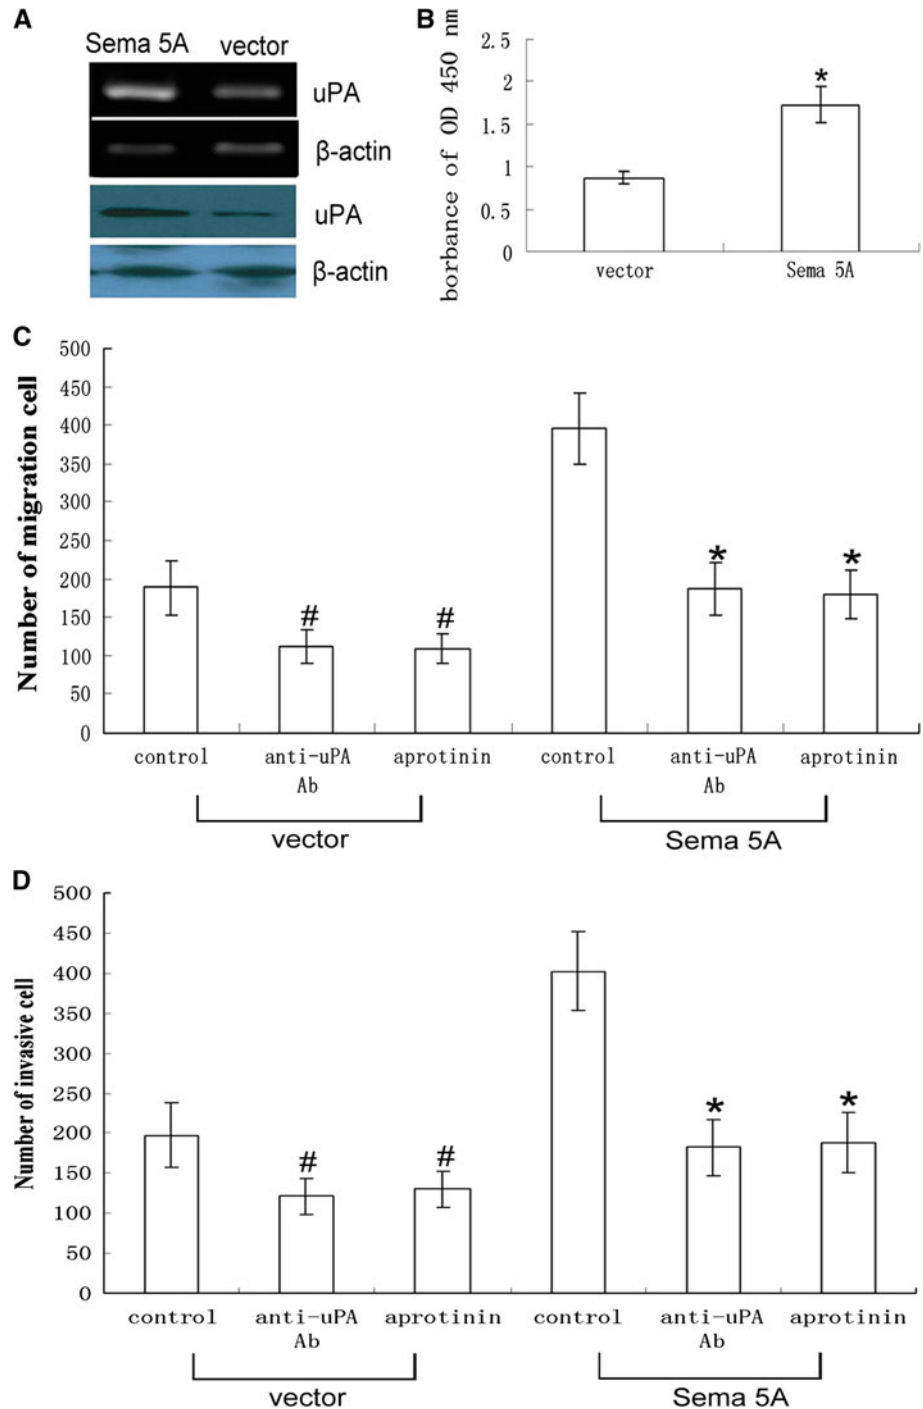 A
Sema 5A vector
uPA
β-actin
uPA
β-actin
B
borbance of OD 450 nm
2.5
2
1.5
1
0.5
0
*
vector Sema 5A
C
Number of migration cell
500
450
400
350
300
250
200
150
100
50
0
# # * *
control anti-uPA aprotinin control anti-uPA aprotinin
Ab Ab
vector Sema 5A
D
Number of invasive cell
500
450
400
350
300
250
200
150
100
50
0
# # * *
control anti-uPA aprotinin control anti-uPA aprotinin
Ab Ab
vector Sema 5A